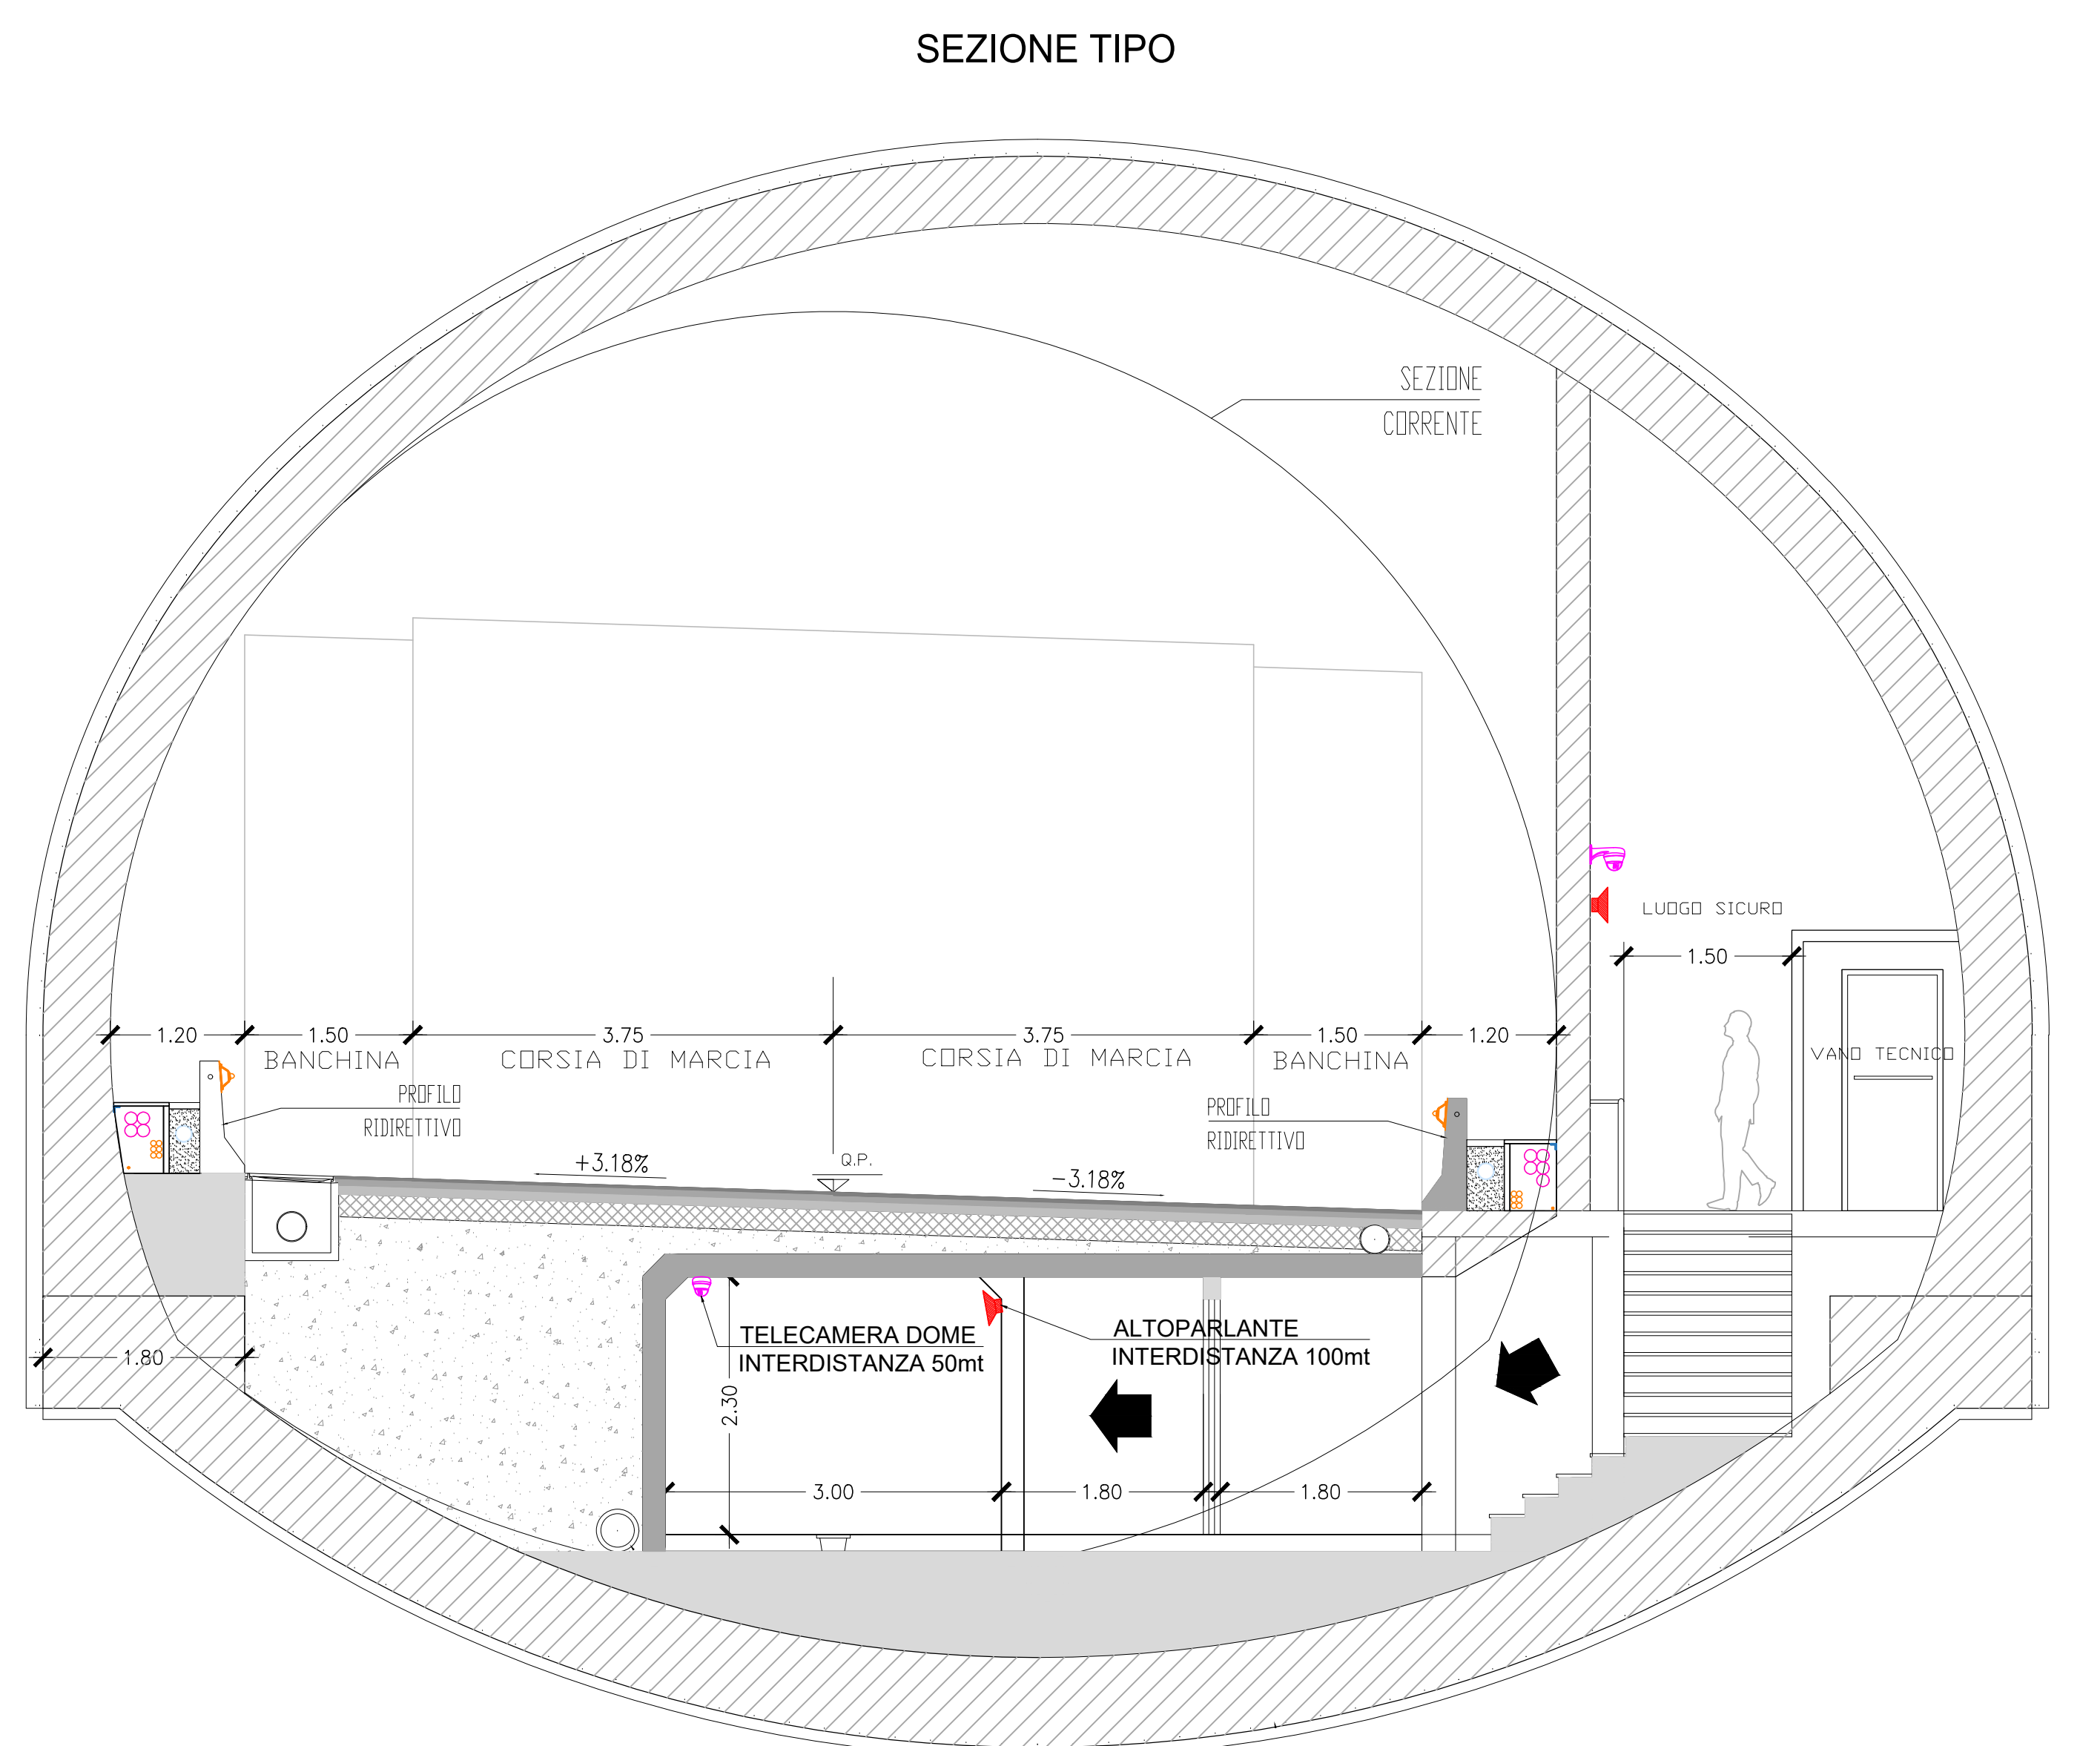 SEZIONE TIPO
SEZIONE
CORRENTE
LUOGO SICURO
1.50
1.20
1.50
3.75
3.75
1.50
1.20
BANCHINA
CORSIA DI MARCIA
CORSIA DI MARCIA
BANCHINA
VANO TECNICO
PROFILO
RIDIRETTIVO
PROFILO
RIDIRETTIVO
+3.18%
Q.P.
-3.18%
TELECAMERA DOME
INTERDISTANZA 50mt
ALTOPARLANTE
INTERDISTANZA 100mt
1.80
2.30
3.00
1.80
1.80